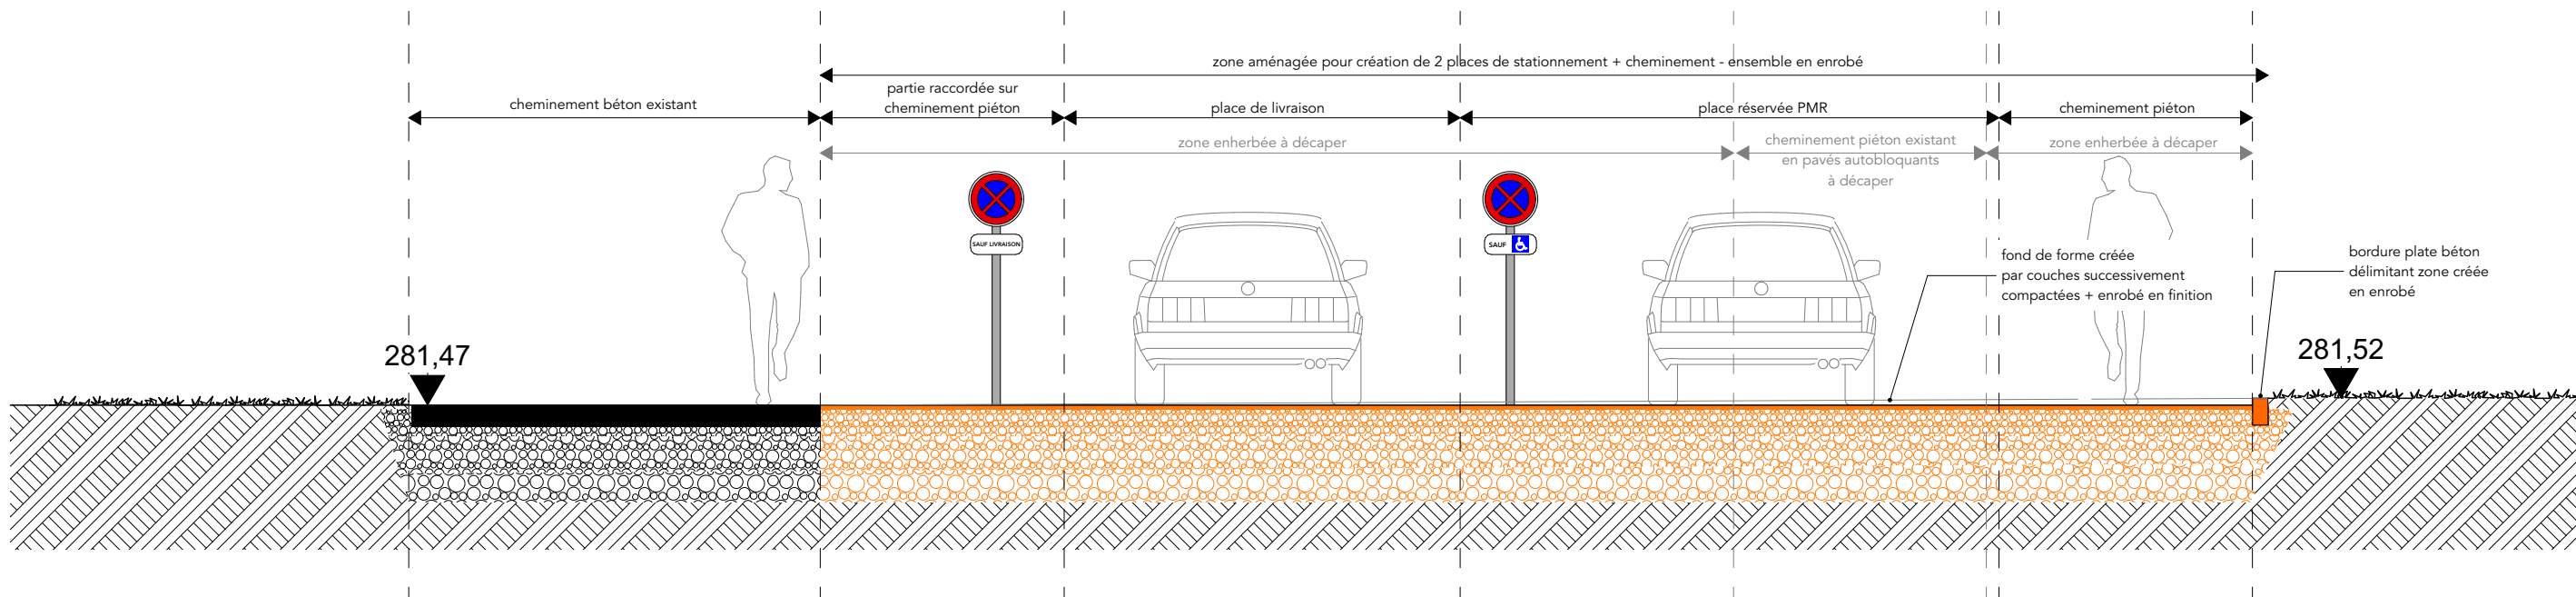 zone aménagée pour création de 2 places de stationnement + cheminement - ensemble en enrobé
cheminement béton existant
partie raccordée sur
cheminement piéton
place de livraison
place réservée PMR
cheminement piéton
zone enherbée à décaper
cheminement piéton existant
en pavés autobloquants
à décaper
zone enherbée à décaper
SAUF LIVRAISON
SAUF
fond de forme créée
par couches successivement
compactées + enrobé en finition
bordure plate béton
délimitant zone créée
en enrobé
281,47
281,52